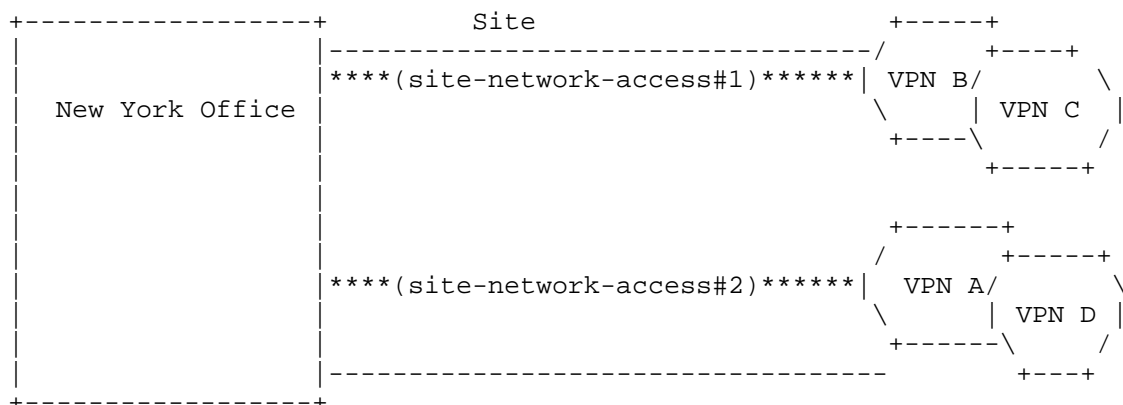 Site
****(site-network-access#1)******| VPN B
New York Office
VPN C
****(site-network-access#2)******| VPN A
VPN D